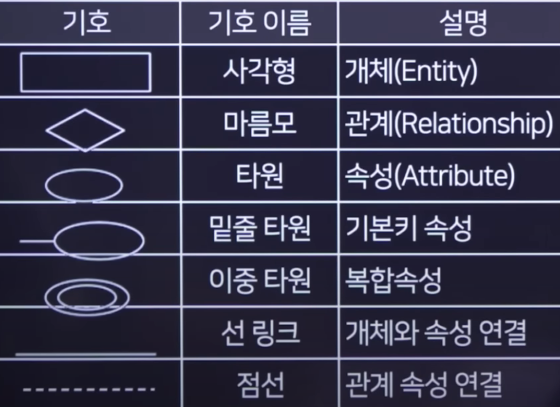 기호 기호 이름 설명
사각형 개체(Entity)
마름모 관계(Relationship)
타원 속성(Attribute)
밑줄 타원 기본키 속성
이중 타원 복합속성
선 링크 개체와 속성 연결
점선 관계 속성 연결